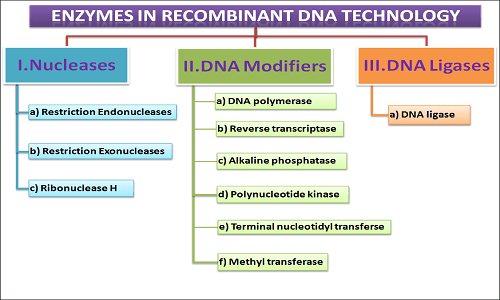 ENZYMES IN RECOMBINANT DNA TECHNOLOGY
I.Nucleases
a) Restriction Endonucleases
b) Restriction Exonucleases
c) Ribonuclease H
II.DNA Modifiers
a) DNA polymerase
b) Reverse transcriptase
c) Alkaline phosphatase
d) Polynucleotide kinase
e) Terminal nucleotidyl transferse
f) Methyl transferase
III.DNA Ligases
a) DNA ligase